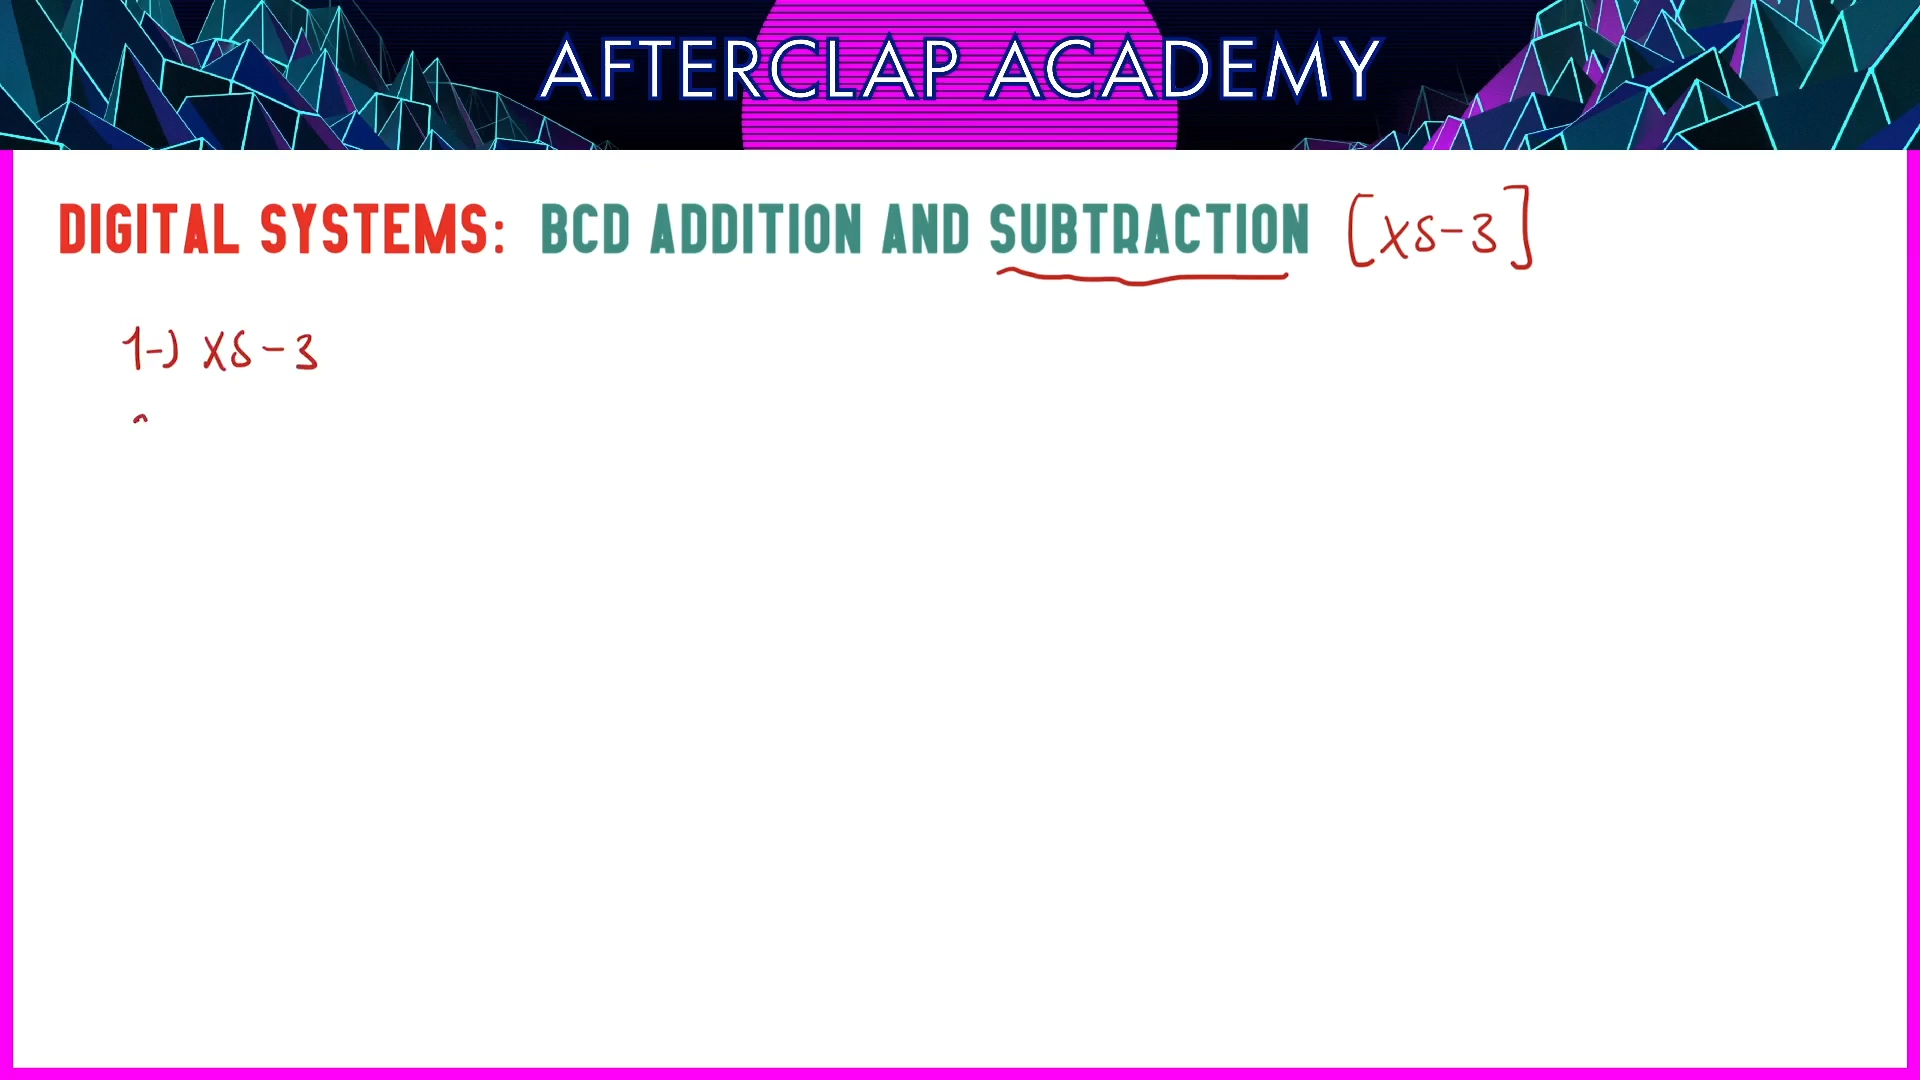 AFTERCLAP ACADEMY
DIGITAL SYSTEMS: BCD ADDITION AND SUBTRACTION [XS-3]
1-) XS-3